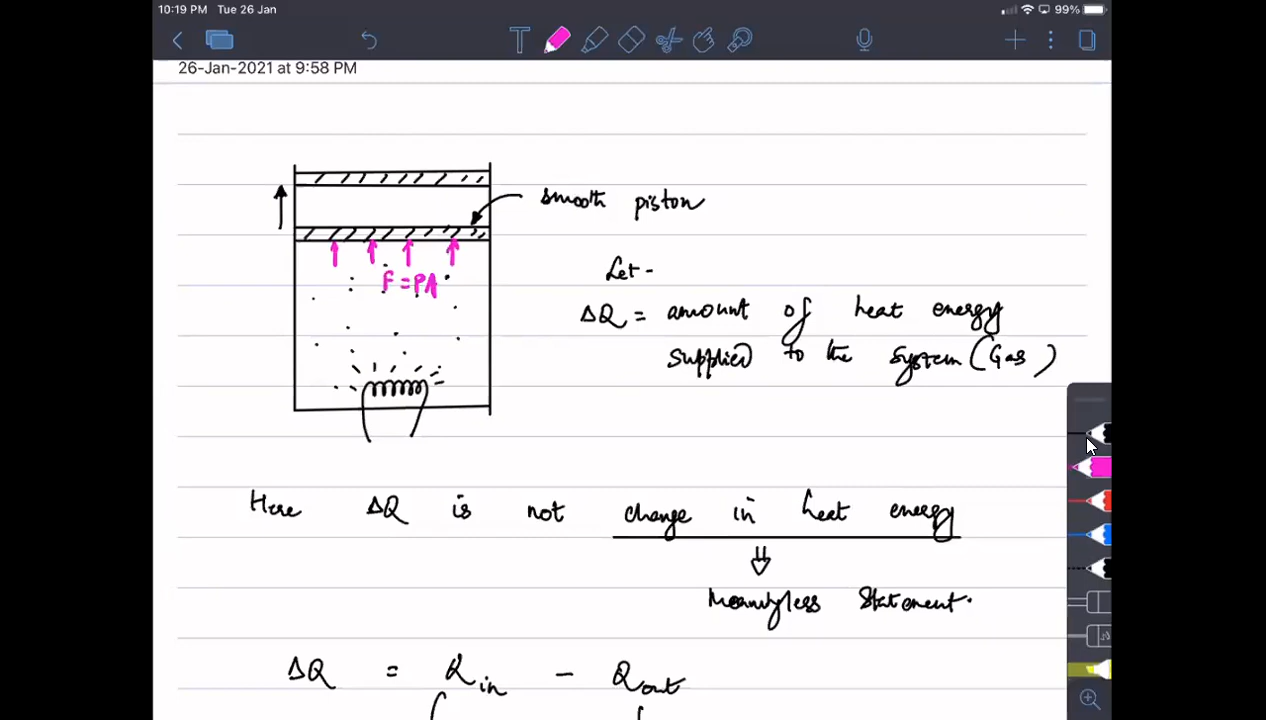 10:19 PM Tue 26 Jan
99%
26-Jan-2021 at 9:58 PM
smooth piston
F = PA
Let -
ΔQ = amount of heat energy
supplied to the system (Gas)
Here ΔQ is not change in heat energy
⇓
Meaningless Statement.
ΔQ = Qin - Qout